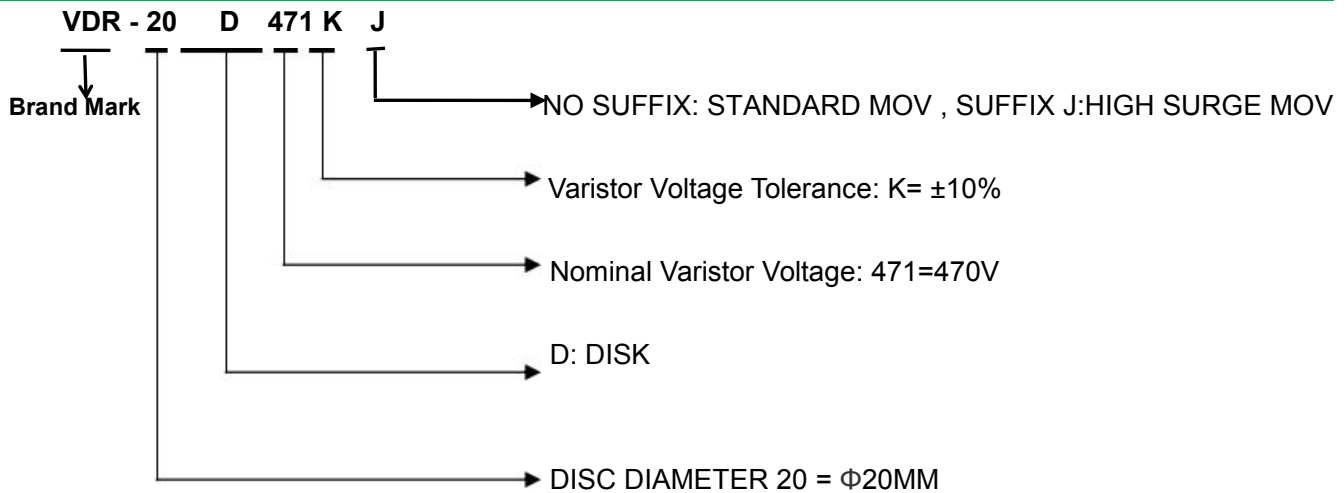 VDR - 20 D 471 K J
Brand Mark
NO SUFFIX: STANDARD MOV , SUFFIX J:HIGH SURGE MOV
Varistor Voltage Tolerance: K= ±10%
Nominal Varistor Voltage: 471=470V
D: DISK
DISC DIAMETER 20 = Φ20MM